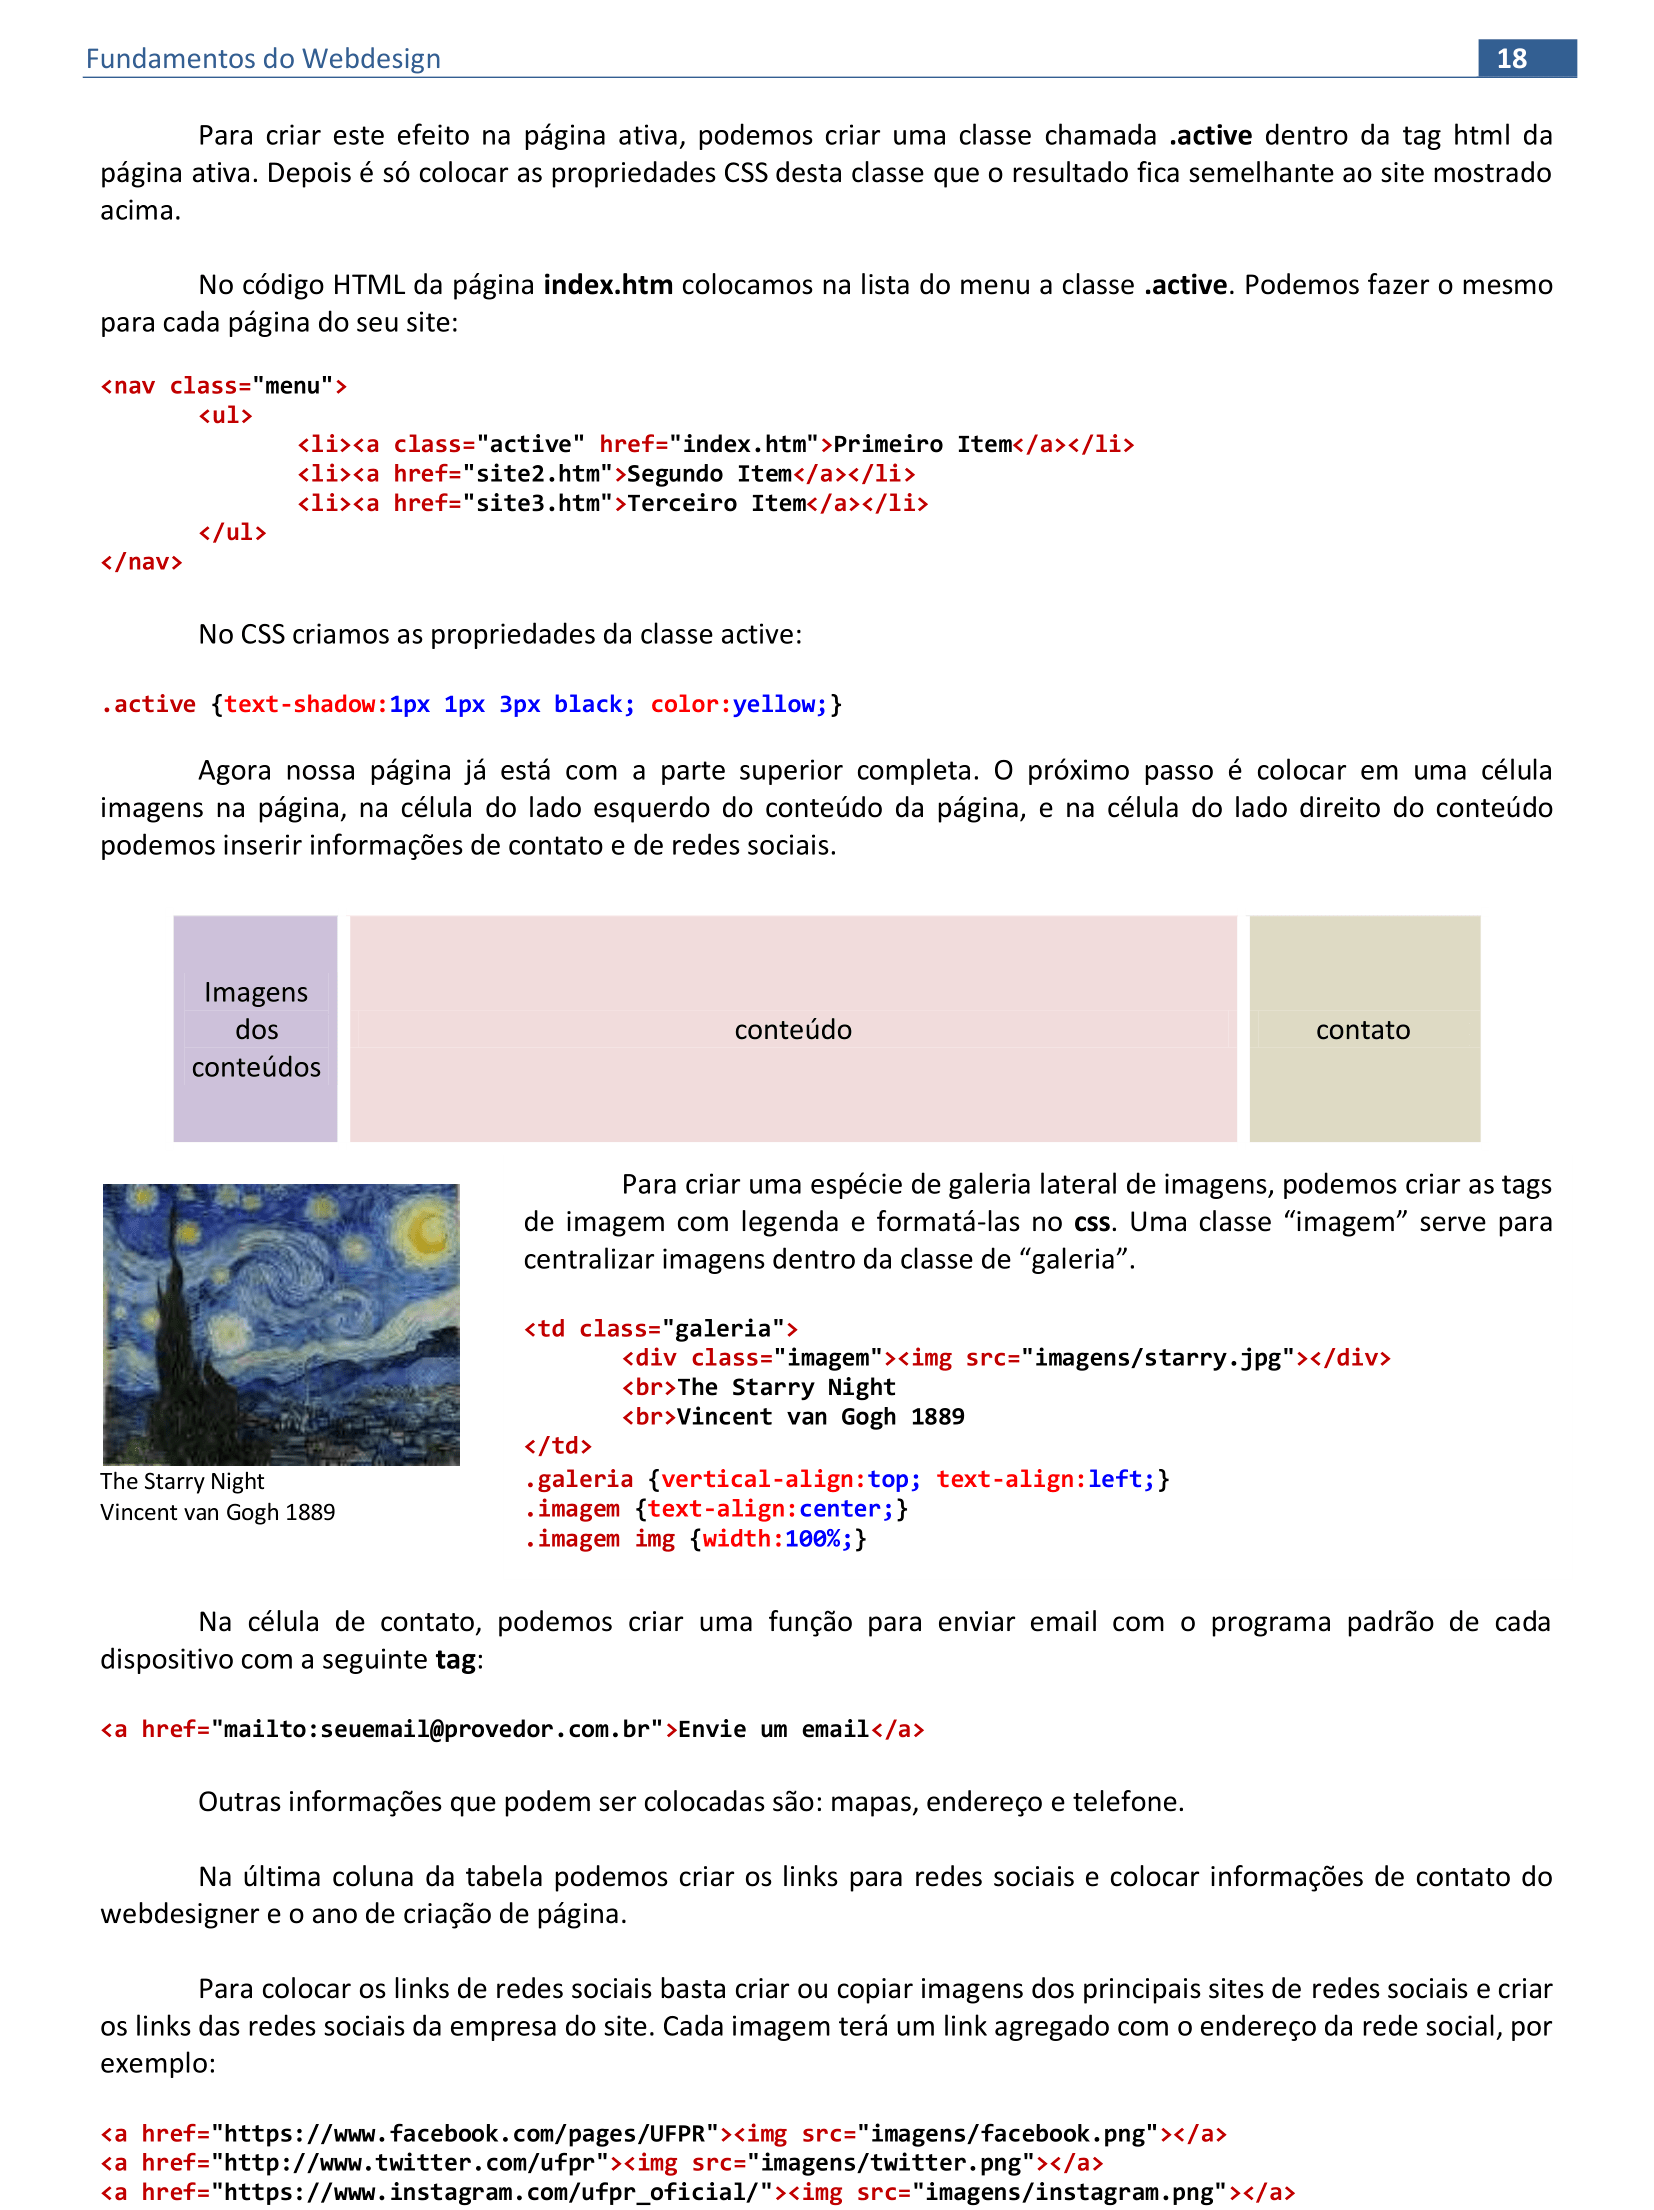 Fundamentos do Webdesign
18
Para criar este efeito na página ativa, podemos criar uma classe chamada .active dentro da tag html da
página ativa. Depois é só colocar as propriedades CSS desta classe que o resultado fica semelhante ao site mostrado
acima.
No código HTML da página index.htm colocamos na lista do menu a classe .active. Podemos fazer o mesmo
para cada página do seu site:
<nav class="menu">
<ul>
<li><a class="active" href="index.htm">Primeiro Item</a></li>
<li><a href="site2.htm">Segundo Item</a></li>
<li><a href="site3.htm">Terceiro Item</a></li>
</ul>
</nav>
No CSS criamos as propriedades da classe active:
.active {text-shadow:1px 1px 3px black; color:yellow;}
Agora nossa página já está com a parte superior completa. O próximo passo é colocar em uma célula
imagens na página, na célula do lado esquerdo do conteúdo da página, e na célula do lado direito do conteúdo
podemos inserir informações de contato e de redes sociais.
Imagens
dos
conteúdos
conteúdo
contato
Para criar uma espécie de galeria lateral de imagens, podemos criar as tags
de imagem com legenda e formatá-las no css. Uma classe “imagem” serve para
centralizar imagens dentro da classe de “galeria”.
<td class="galeria">
<div class="imagem"><img src="imagens/starry.jpg"></div>
<br>The Starry Night
<br>Vincent van Gogh 1889
</td>
.galeria {vertical-align:top; text-align:left;}
.imagem {text-align:center;}
.imagem img {width:100%;}
The Starry Night
Vincent van Gogh 1889
Na célula de contato, podemos criar uma função para enviar email com o programa padrão de cada
dispositivo com a seguinte tag:
<a href="mailto:seuemail@provedor.com.br">Envie um email</a>
Outras informações que podem ser colocadas são: mapas, endereço e telefone.
Na última coluna da tabela podemos criar os links para redes sociais e colocar informações de contato do
webdesigner e o ano de criação de página.
Para colocar os links de redes sociais basta criar ou copiar imagens dos principais sites de redes sociais e criar
os links das redes sociais da empresa do site. Cada imagem terá um link agregado com o endereço da rede social, por
exemplo:
<a href="https://www.facebook.com/pages/UFPR"><img src="imagens/facebook.png"></a>
<a href="http://www.twitter.com/ufpr"><img src="imagens/twitter.png"></a>
<a href="https://www.instagram.com/ufpr_oficial/"><img src="imagens/instagram.png"></a>